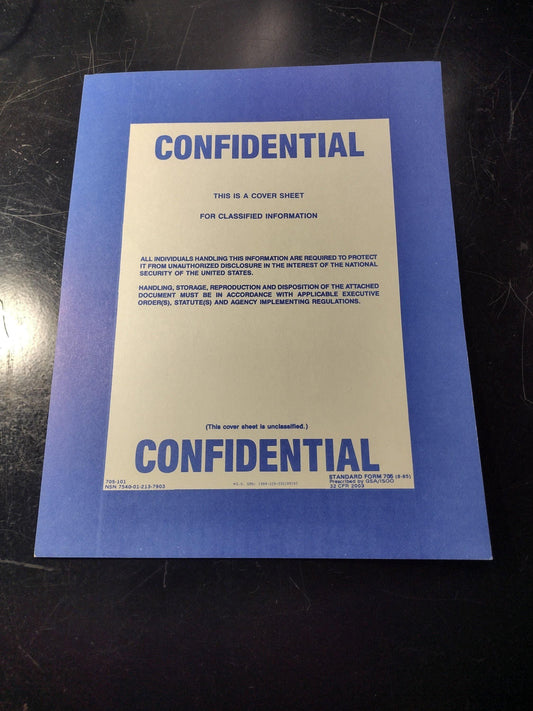 CONFIDENTIAL
THIS IS A COVER SHEET
FOR CLASSIFIED INFORMATION
ALL INDIVIDUALS HANDLING THIS INFORMATION ARE REQUIRED TO PROTECT
IT FROM UNAUTHORIZED DISCLOSURE IN THE INTEREST OF THE NATIONAL
SECURITY OF THE UNITED STATES.
HANDLING, STORAGE, REPRODUCTION AND DISPOSITION OF THE ATTACHED
DOCUMENT MUST BE IN ACCORDANCE WITH APPLICABLE EXECUTIVE
ORDER(S), STATUTE(S) AND AGENCY IMPLEMENTING REGULATIONS.
(This cover sheet is unclassified.)
CONFIDENTIAL
705-101
NSN 7540-01-213-7903
STANDARD FORM 705 (8-85)
Prescribed by GSA/ISOO
32 CFR 2003